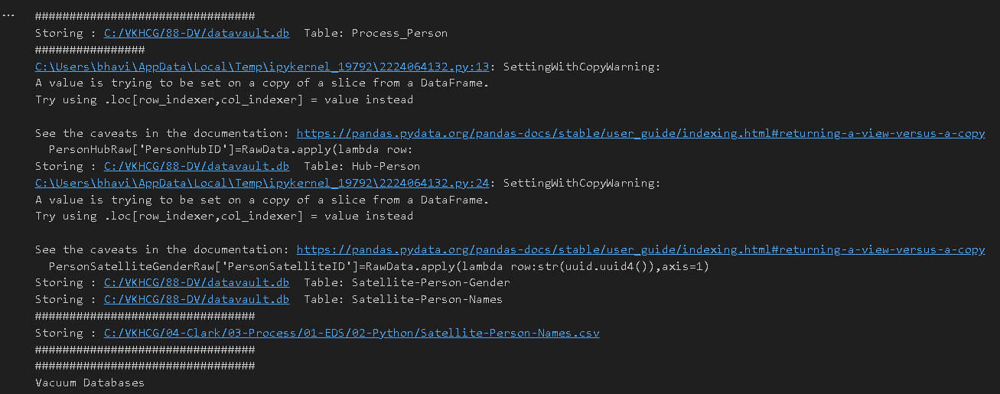 ...
################################
Storing : C:/VKHCG/88-DV/datavault.db  Table: Process_Person
################
C:\Users\bhavi\AppData\Local\Temp\ipykernel_19792\2224064132.py:13: SettingWithCopyWarning:
A value is trying to be set on a copy of a slice from a DataFrame.
Try using .loc[row_indexer,col_indexer] = value instead

See the caveats in the documentation: https://pandas.pydata.org/pandas-docs/stable/user_guide/indexing.html#returning-a-view-versus-a-copy
  PersonHubRaw['PersonHubID']=RawData.apply(lambda row:
Storing : C:/VKHCG/88-DV/datavault.db  Table: Hub-Person
C:\Users\bhavi\AppData\Local\Temp\ipykernel_19792\2224064132.py:24: SettingWithCopyWarning:
A value is trying to be set on a copy of a slice from a DataFrame.
Try using .loc[row_indexer,col_indexer] = value instead

See the caveats in the documentation: https://pandas.pydata.org/pandas-docs/stable/user_guide/indexing.html#returning-a-view-versus-a-copy
  PersonSatelliteGenderRaw['PersonSatelliteID']=RawData.apply(lambda row:str(uuid.uuid4()),axis=1)
Storing : C:/VKHCG/88-DV/datavault.db  Table: Satellite-Person-Gender
Storing : C:/VKHCG/88-DV/datavault.db  Table: Satellite-Person-Names
################################
Storing : C:/VKHCG/04-Clark/03-Process/01-EDS/02-Python/Satellite-Person-Names.csv
################################
################################
Vacuum Databases